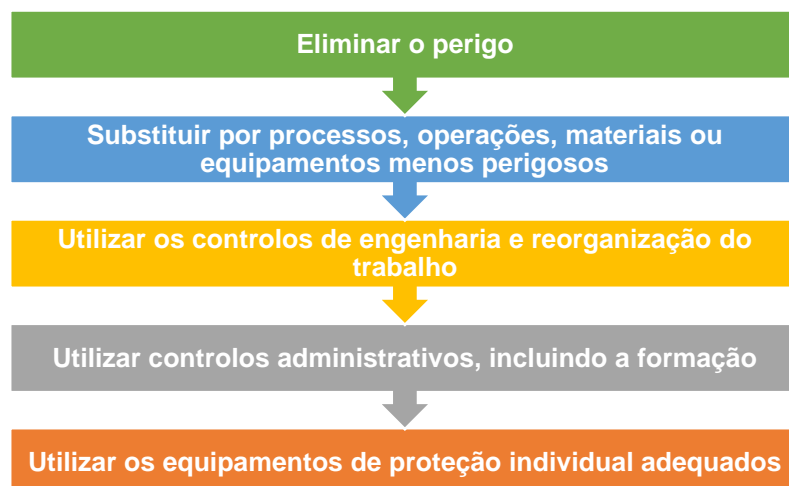 Eliminar o perigo
Substituir por processos, operações, materiais ou
equipamentos menos perigosos
Utilizar os controlos de engenharia e reorganização do
trabalho
Utilizar controlos administrativos, incluindo a formação
Utilizar os equipamentos de proteção individual adequados